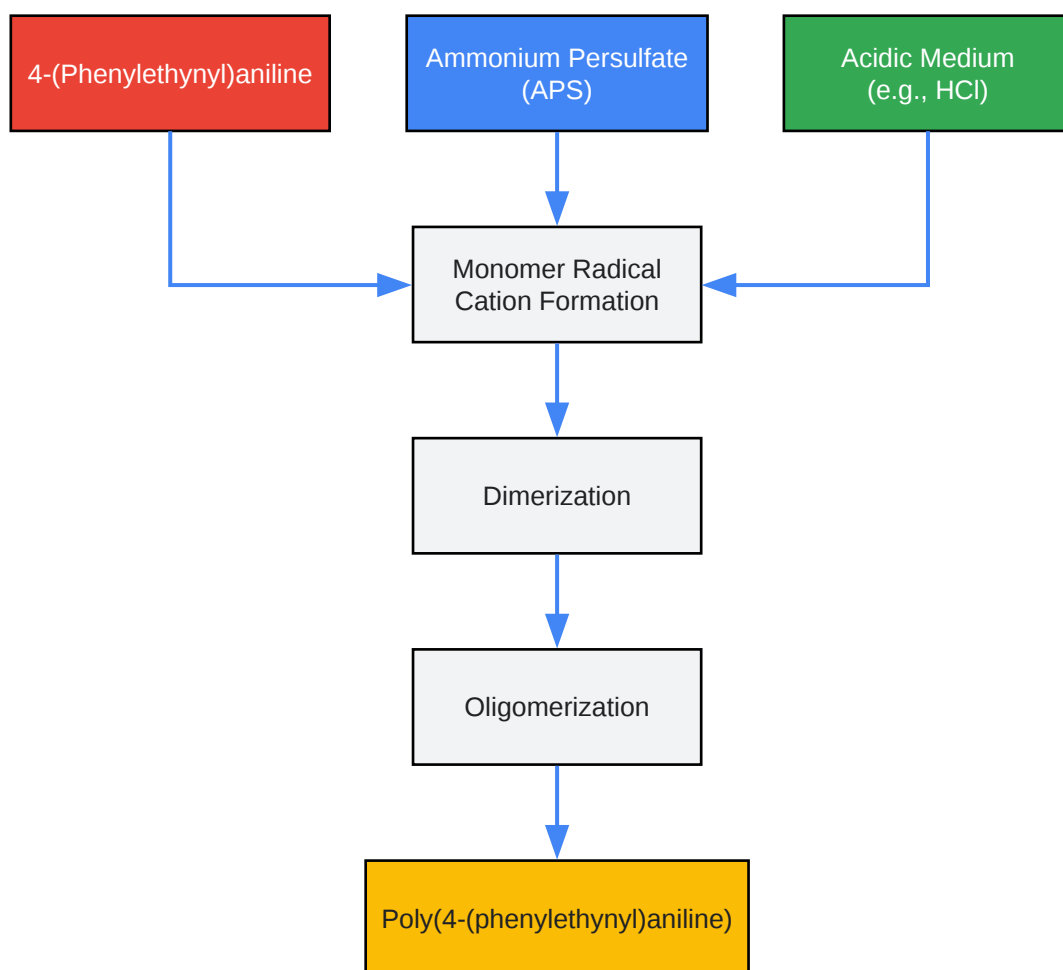 4-(Phenylethynyl)aniline
Ammonium Persulfate
(APS)
Acidic Medium
(e.g., HCl)
Monomer Radical
Cation Formation
Dimerization
Oligomerization
Poly(4-(phenylethynyl)aniline)